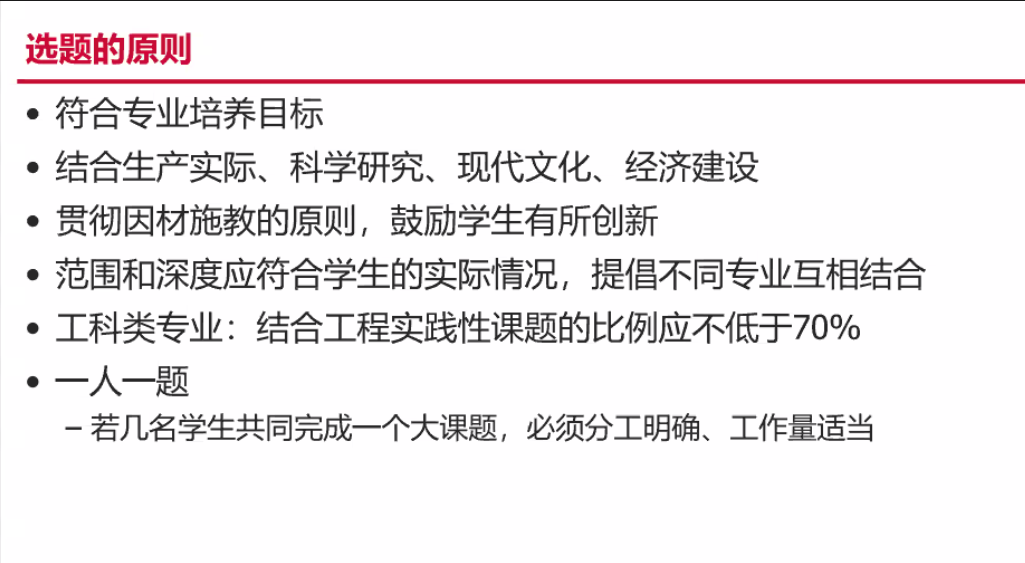 选题的原则
• 符合专业培养目标
• 结合生产实际、科学研究、现代文化、经济建设
• 贯彻因材施教的原则，鼓励学生有所创新
• 范围和深度应符合学生的实际情况，提倡不同专业互相结合
• 工科类专业：结合工程实践性课题的比例应不低于70%
• 一人一题
– 若几名学生共同完成一个大课题，必须分工明确、工作量适当